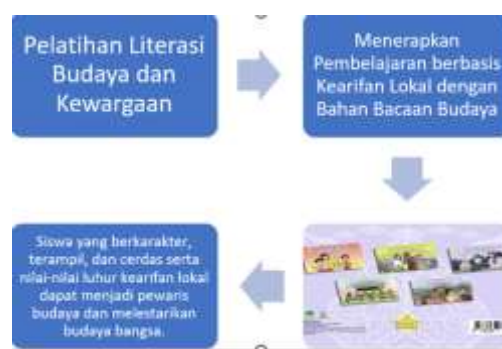 Pelatihan Literasi
Budaya dan
Kewargaan
Menerapkan
Pembelajaran berbasis
Kearifan Lokal dengan
Bahan Bacaan Budaya
Siswa yang berkarakter,
terampil, dan cerdas serta
nilai-nilai luhur kearifan lokal
dapat menjadi pewaris
budaya dan melestarikan
budaya bangsa.